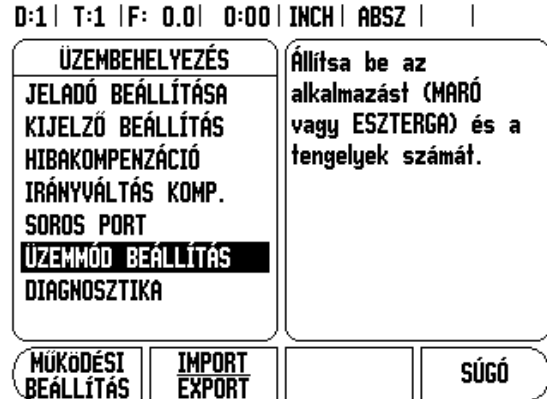 D:1 | T:1 | F: 0.0 | 0:00 | INCH | ABSZ | |
ÜZEMBEHELYEZÉS
JELADÓ BEÁLLÍTÁSA
KIJELZŐ BEÁLLÍTÁS
HIBAKOMPENZÁCIÓ
IRÁNYVÁLTÁS KOMP.
SOROS PORT
ÜZEMMÓD BEÁLLÍTÁS
DIAGNOSZTIKA
Állítsa be az
alkalmazást (MARÓ
vagy ESZTERGA) és a
tengelyek számát.
MŰKÖDÉSI
BEÁLLÍTÁS
IMPORT
EXPORT
SÚGÓ